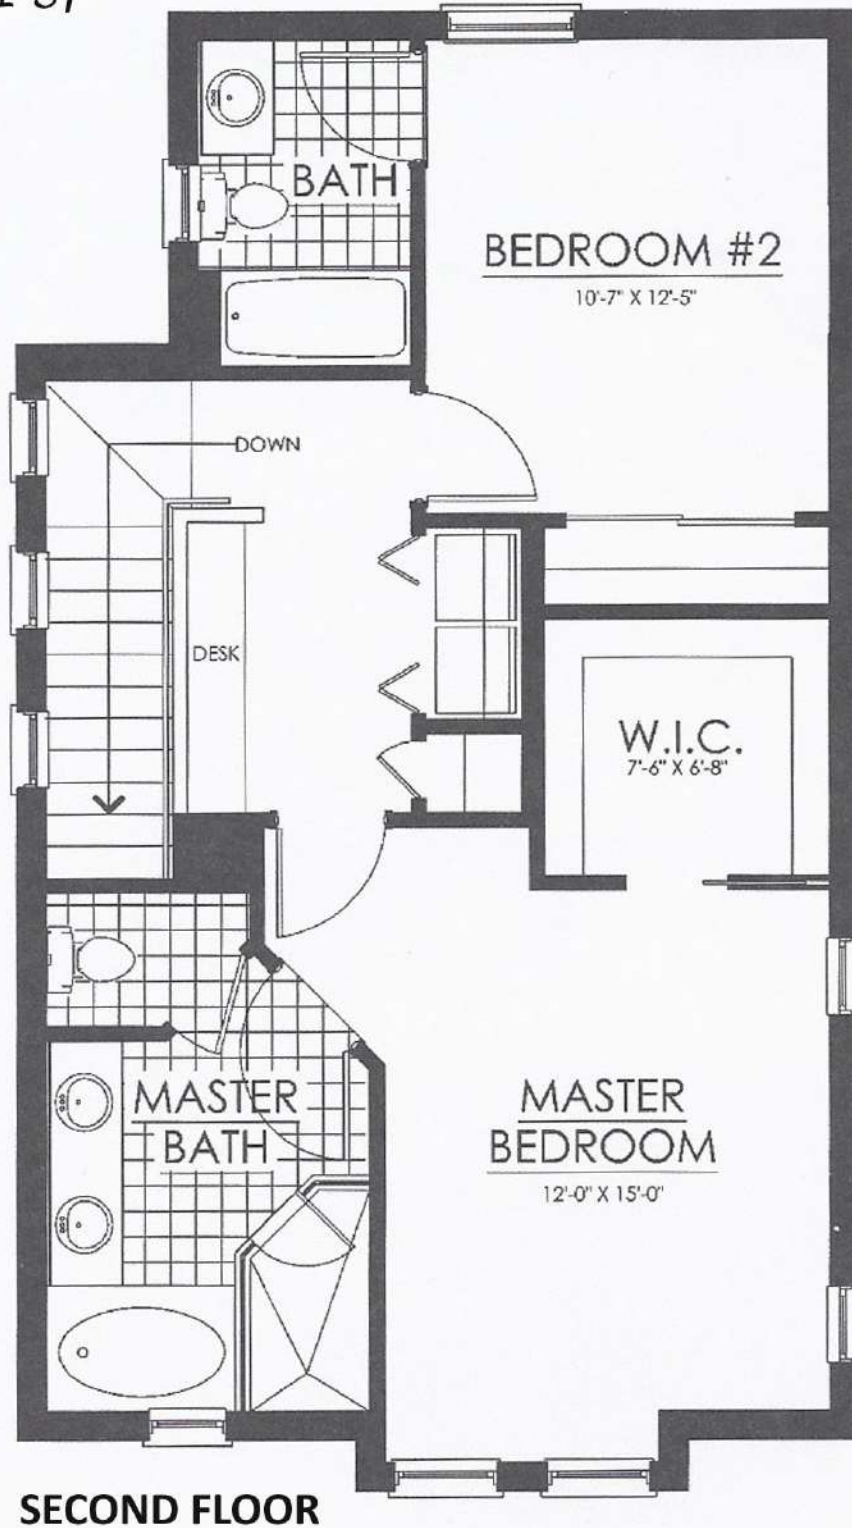 BATH
BEDROOM #2
10'-7" X 12'-5"
DOWN
DESK
W.I.C.
7'-6" X 6'-8"
MASTER
BATH
MASTER
BEDROOM
12'-0" X 15'-0"
SECOND FLOOR